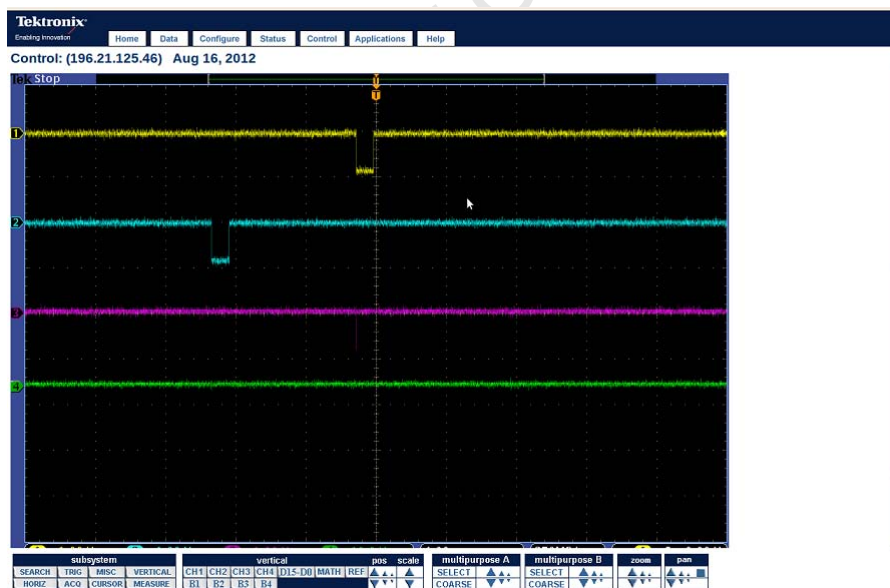 Tektronix
Enabling Innovation
Home Data Configure Status Control Applications Help
Control: (196.21.125.46) Aug 16, 2012
Tek Stop
T
T
1
2
3
4
subsystem vertical pos scale multipurpose A multipurpose B zoom pan
SEARCH TRIG MISC VERTICAL CH1 CH2 CH3 CH4 D15-D0 MATH REF SELECT SELECT
HORIZ ACQ CURSOR MEASURE B1 B2 B3 B4 COARSE COARSE